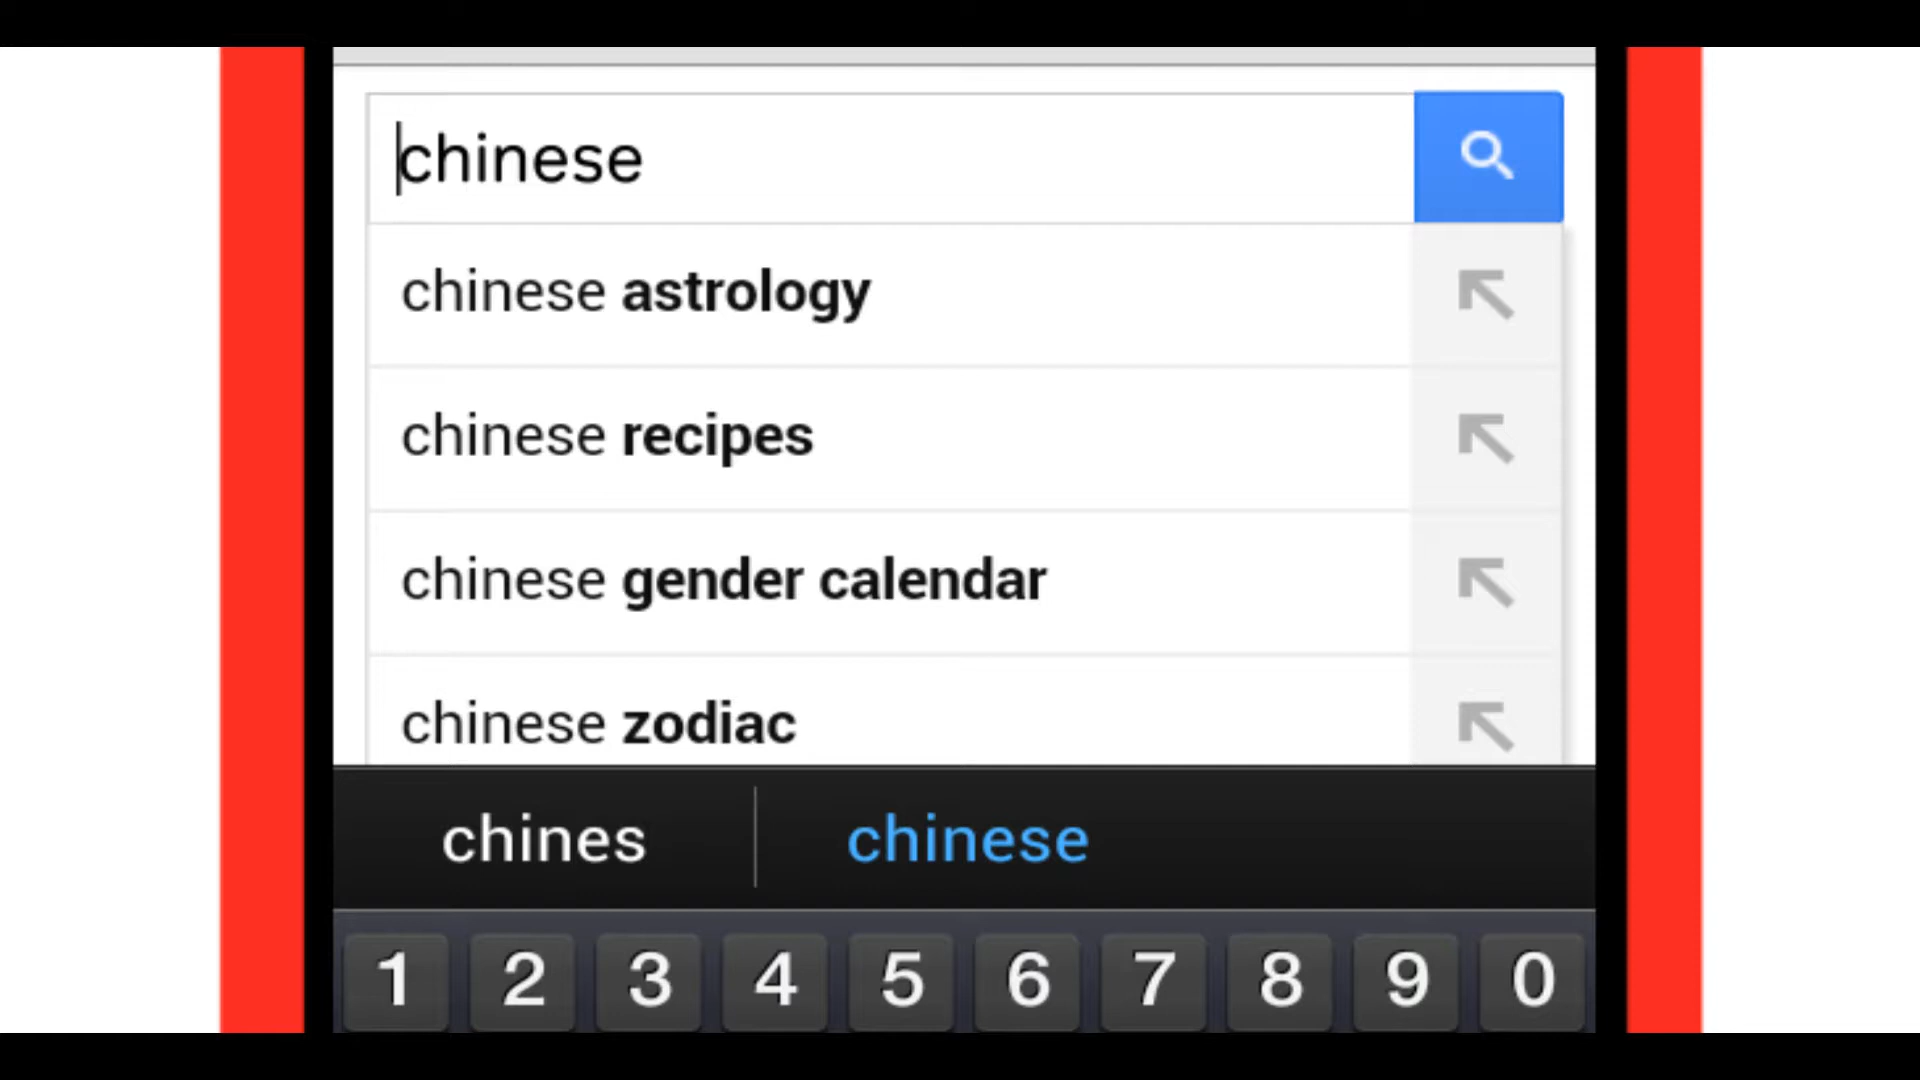 chinese
chinese astrology
chinese recipes
chinese gender calendar
chinese zodiac
chines chinese
1 2 3 4 5 6 7 8 9 0